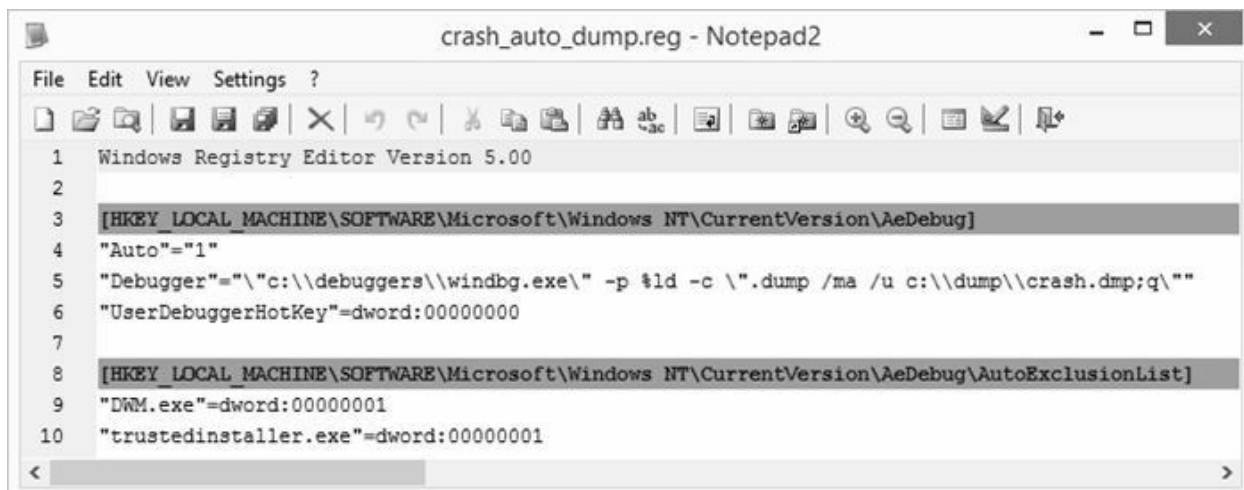 crash_auto_dump.reg - Notepad2
File Edit View Settings ?
1 Windows Registry Editor Version 5.00
2
3 [HKEY_LOCAL_MACHINE\SOFTWARE\Microsoft\Windows NT\CurrentVersion\AeDebug]
4 "Auto"="1"
5 "Debugger"="\"c:\\debuggers\\windbg.exe\" -p %ld -c \".dump /ma /u c:\\dump\\crash.dmp;q\""
6 "UserDebuggerHotKey"=dword:00000000
7
8 [HKEY_LOCAL_MACHINE\SOFTWARE\Microsoft\Windows NT\CurrentVersion\AeDebug\AutoExclusionList]
9 "DWM.exe"=dword:00000001
10 "trustedinstaller.exe"=dword:00000001